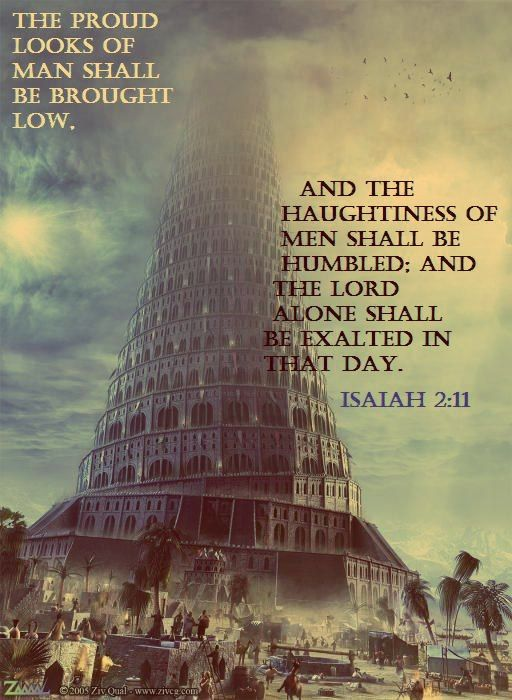 THE PROUD
LOOKS OF
MAN SHALL
BE BROUGHT
LOW,
AND THE
HAUGHTINESS OF
MEN SHALL BE
HUMBLED; AND
THE LORD
ALONE SHALL
BE EXALTED IN
THAT DAY.
ISAIAH 2:11
© 2005 Ziv Qual - www.zivcg.com